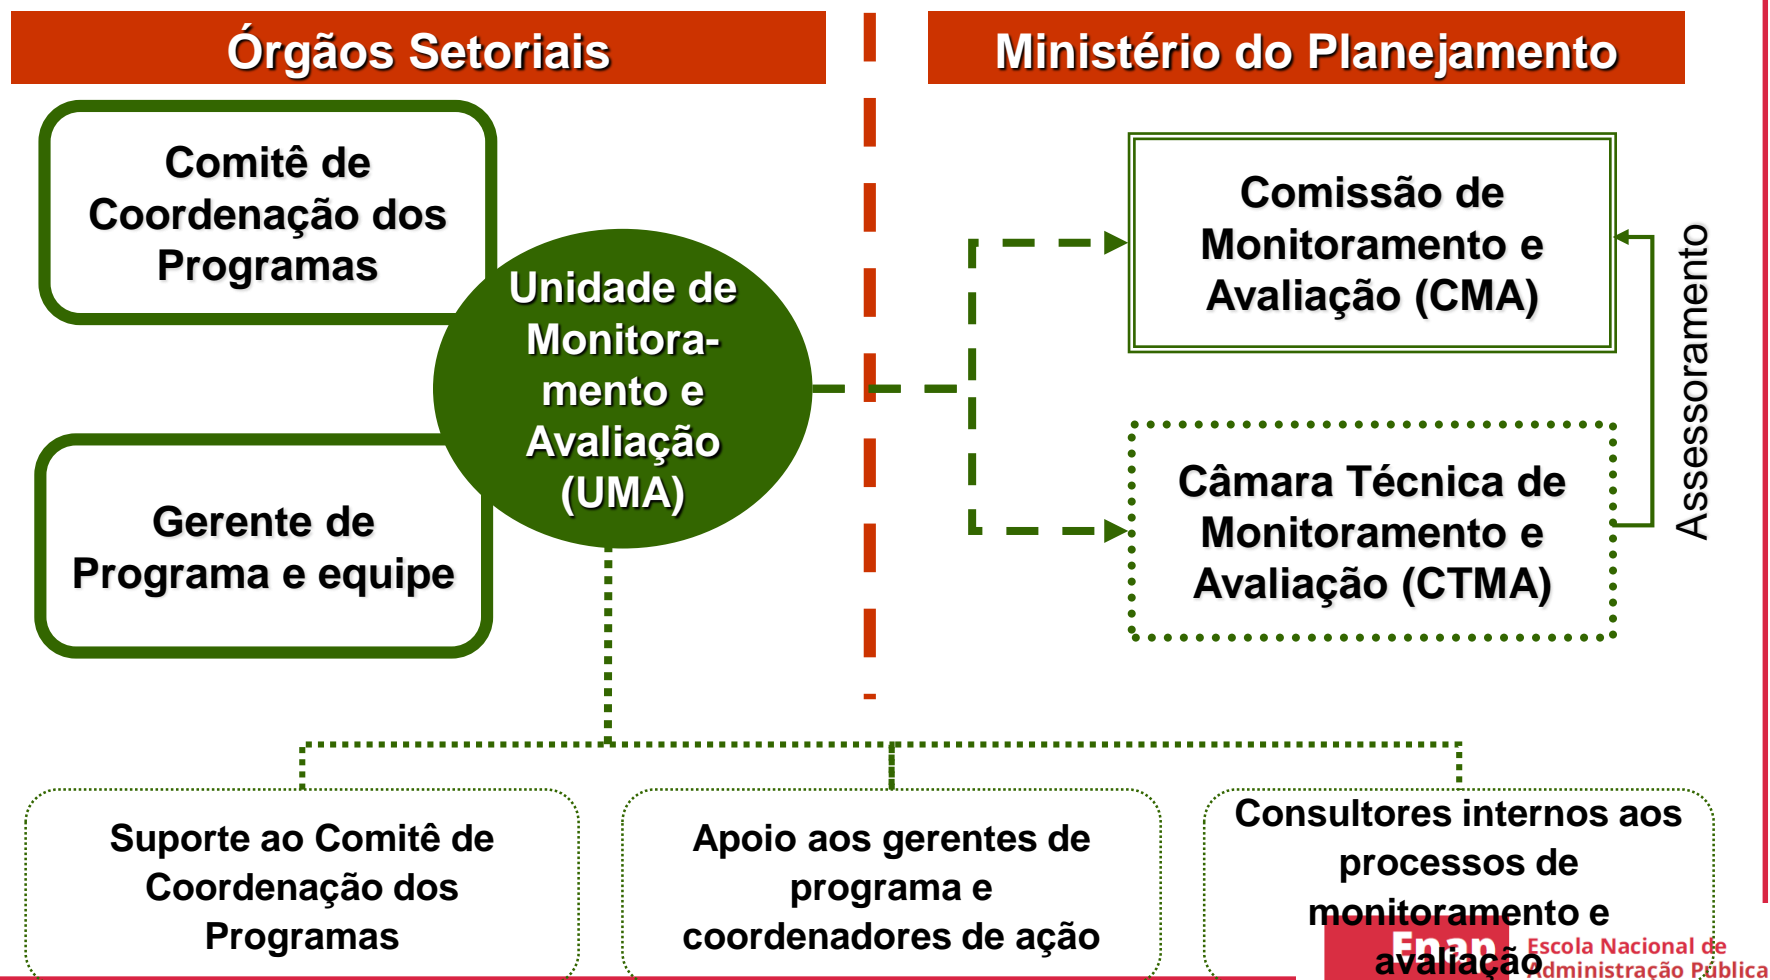 Órgãos Setoriais
Ministério do Planejamento
Comitê de
Coordenação dos
Programas
Unidade de
Monitora-
mento e
Avaliação
(UMA)
Gerente de
Programa e equipe
Comissão de
Monitoramento e
Avaliação (CMA)
Câmara Técnica de
Monitoramento e
Avaliação (CTMA)
Assessoramento
Suporte ao Comitê de
Coordenação dos
Programas
Apoio aos gerentes de
programa e
coordenadores de ação
Consultores internos aos
processos de
monitoramento e
avaliação
Enap
Escola Nacional de
Administração Pública